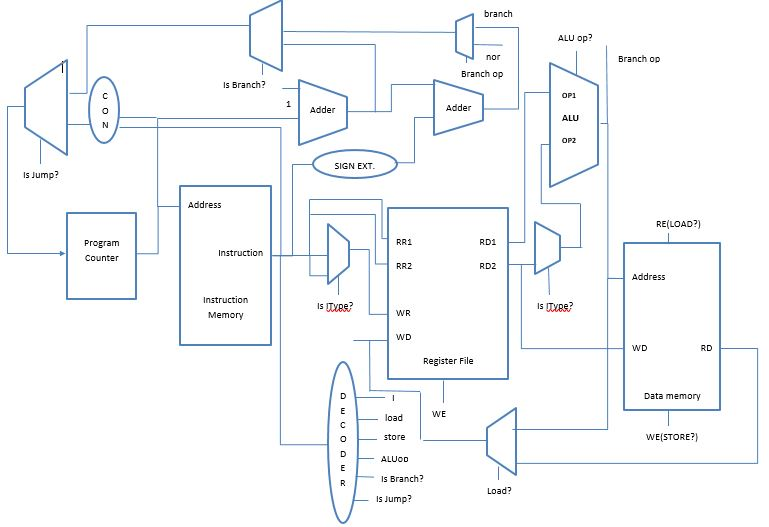 branch
ALU op?
nor
Branch op
Branch op
Is Branch?
C
O
N
1
Adder
Adder
OP1
ALU
OP2
SIGN EXT.
Is Jump?
Address
Program
Counter
Instruction
Instruction
Memory
RR1
RR2
WR
WD
RD1
RD2
Register File
WE
Is IType?
Is IType?
RE(LOAD?)
Address
WD
RD
Data memory
WE(STORE?)
D
E
C
O
D
E
R
I
load
store
ALUop
Is Branch?
Is Jump?
Load?